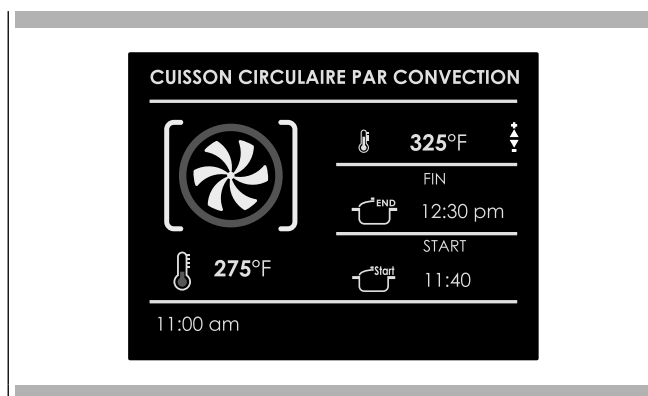 CUISSON CIRCULAIRE PAR CONVECTION
325°F
FIN
END
12:30 pm
START
Start
11:40
275°F
11:00 am